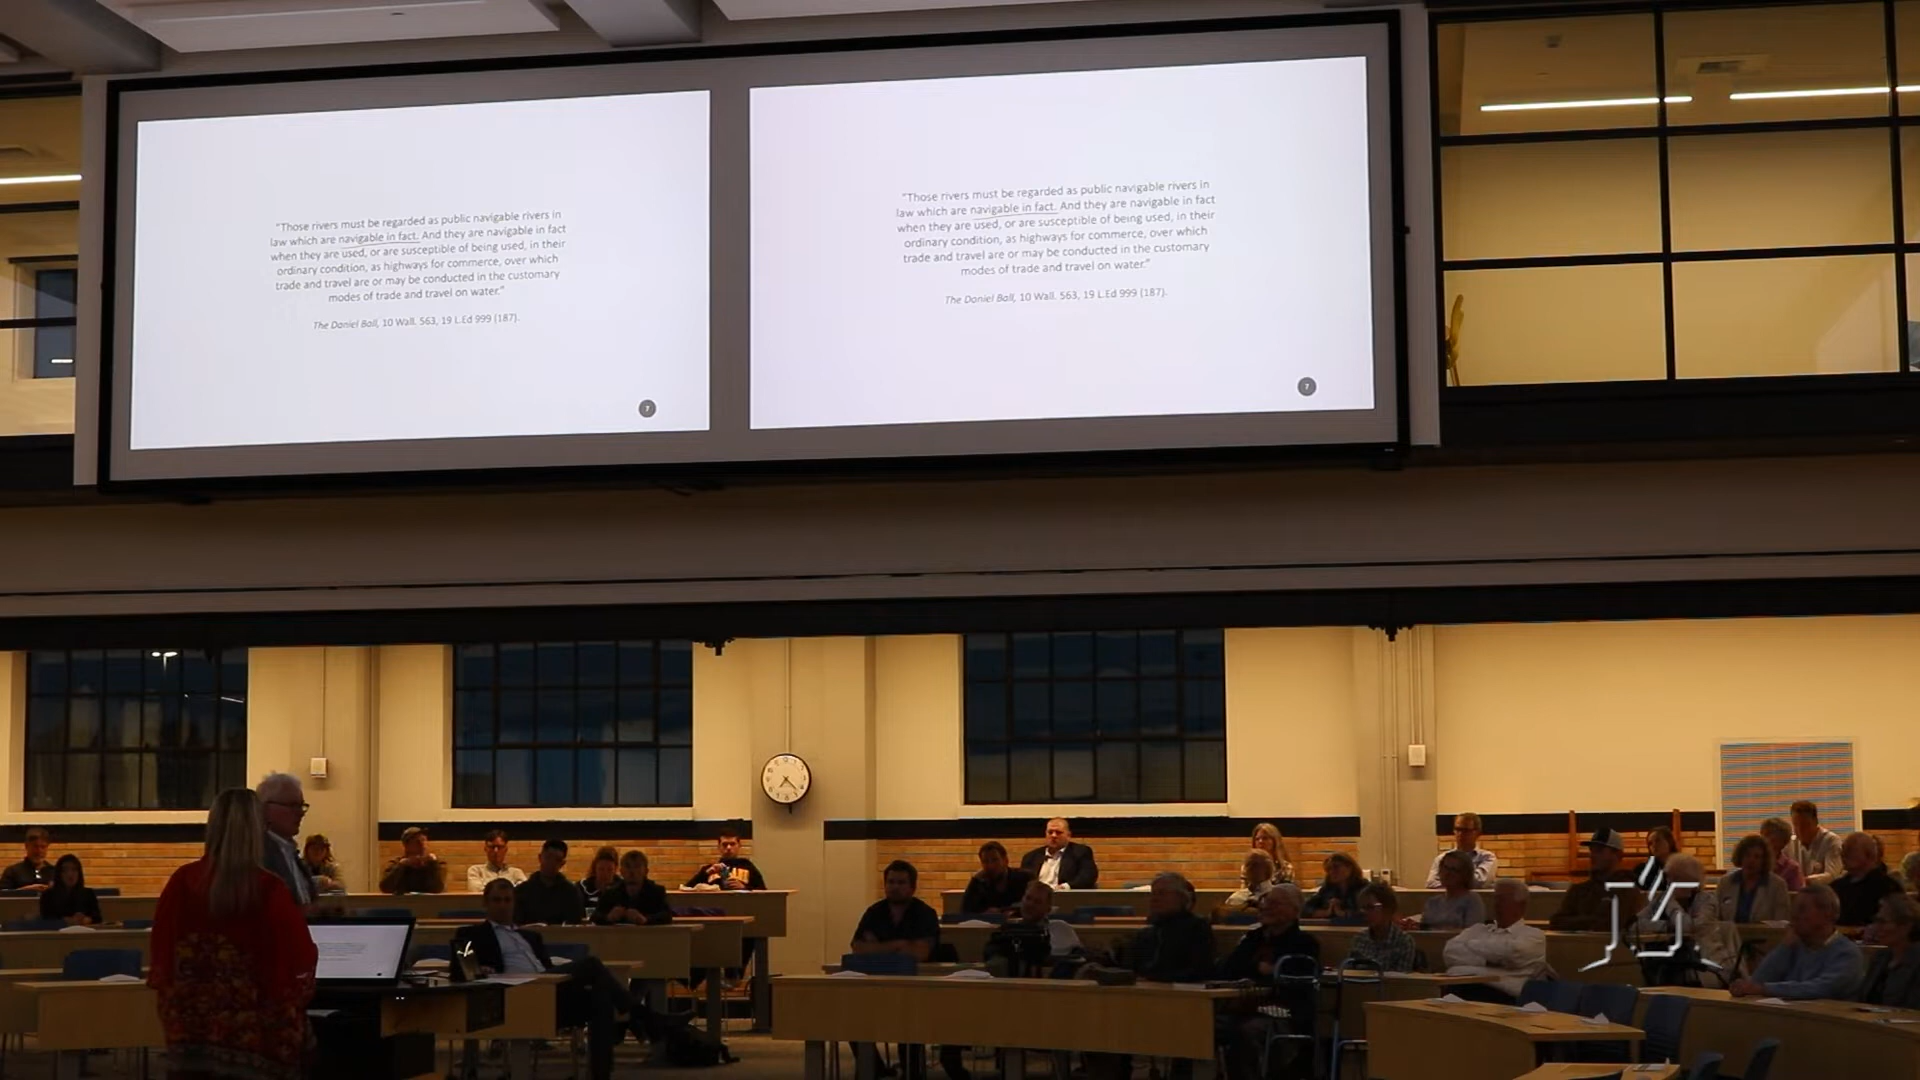 "Those rivers must be regarded as public navigable rivers in
law which are navigable in fact. And they are navigable in fact
when they are used, or are susceptible of being used, in their
ordinary condition, as highways for commerce, over which
trade and travel are or may be conducted in the customary
modes of trade and travel on water."
The Daniel Ball, 10 Wall. 563, 19 L.Ed 999 (187).
7
"Those rivers must be regarded as public navigable rivers in
law which are navigable in fact. And they are navigable in fact
when they are used, or are susceptible of being used, in their
ordinary condition, as highways for commerce, over which
trade and travel are or may be conducted in the customary
modes of trade and travel on water."
The Daniel Ball, 10 Wall. 563, 19 L.Ed 999 (187).
7